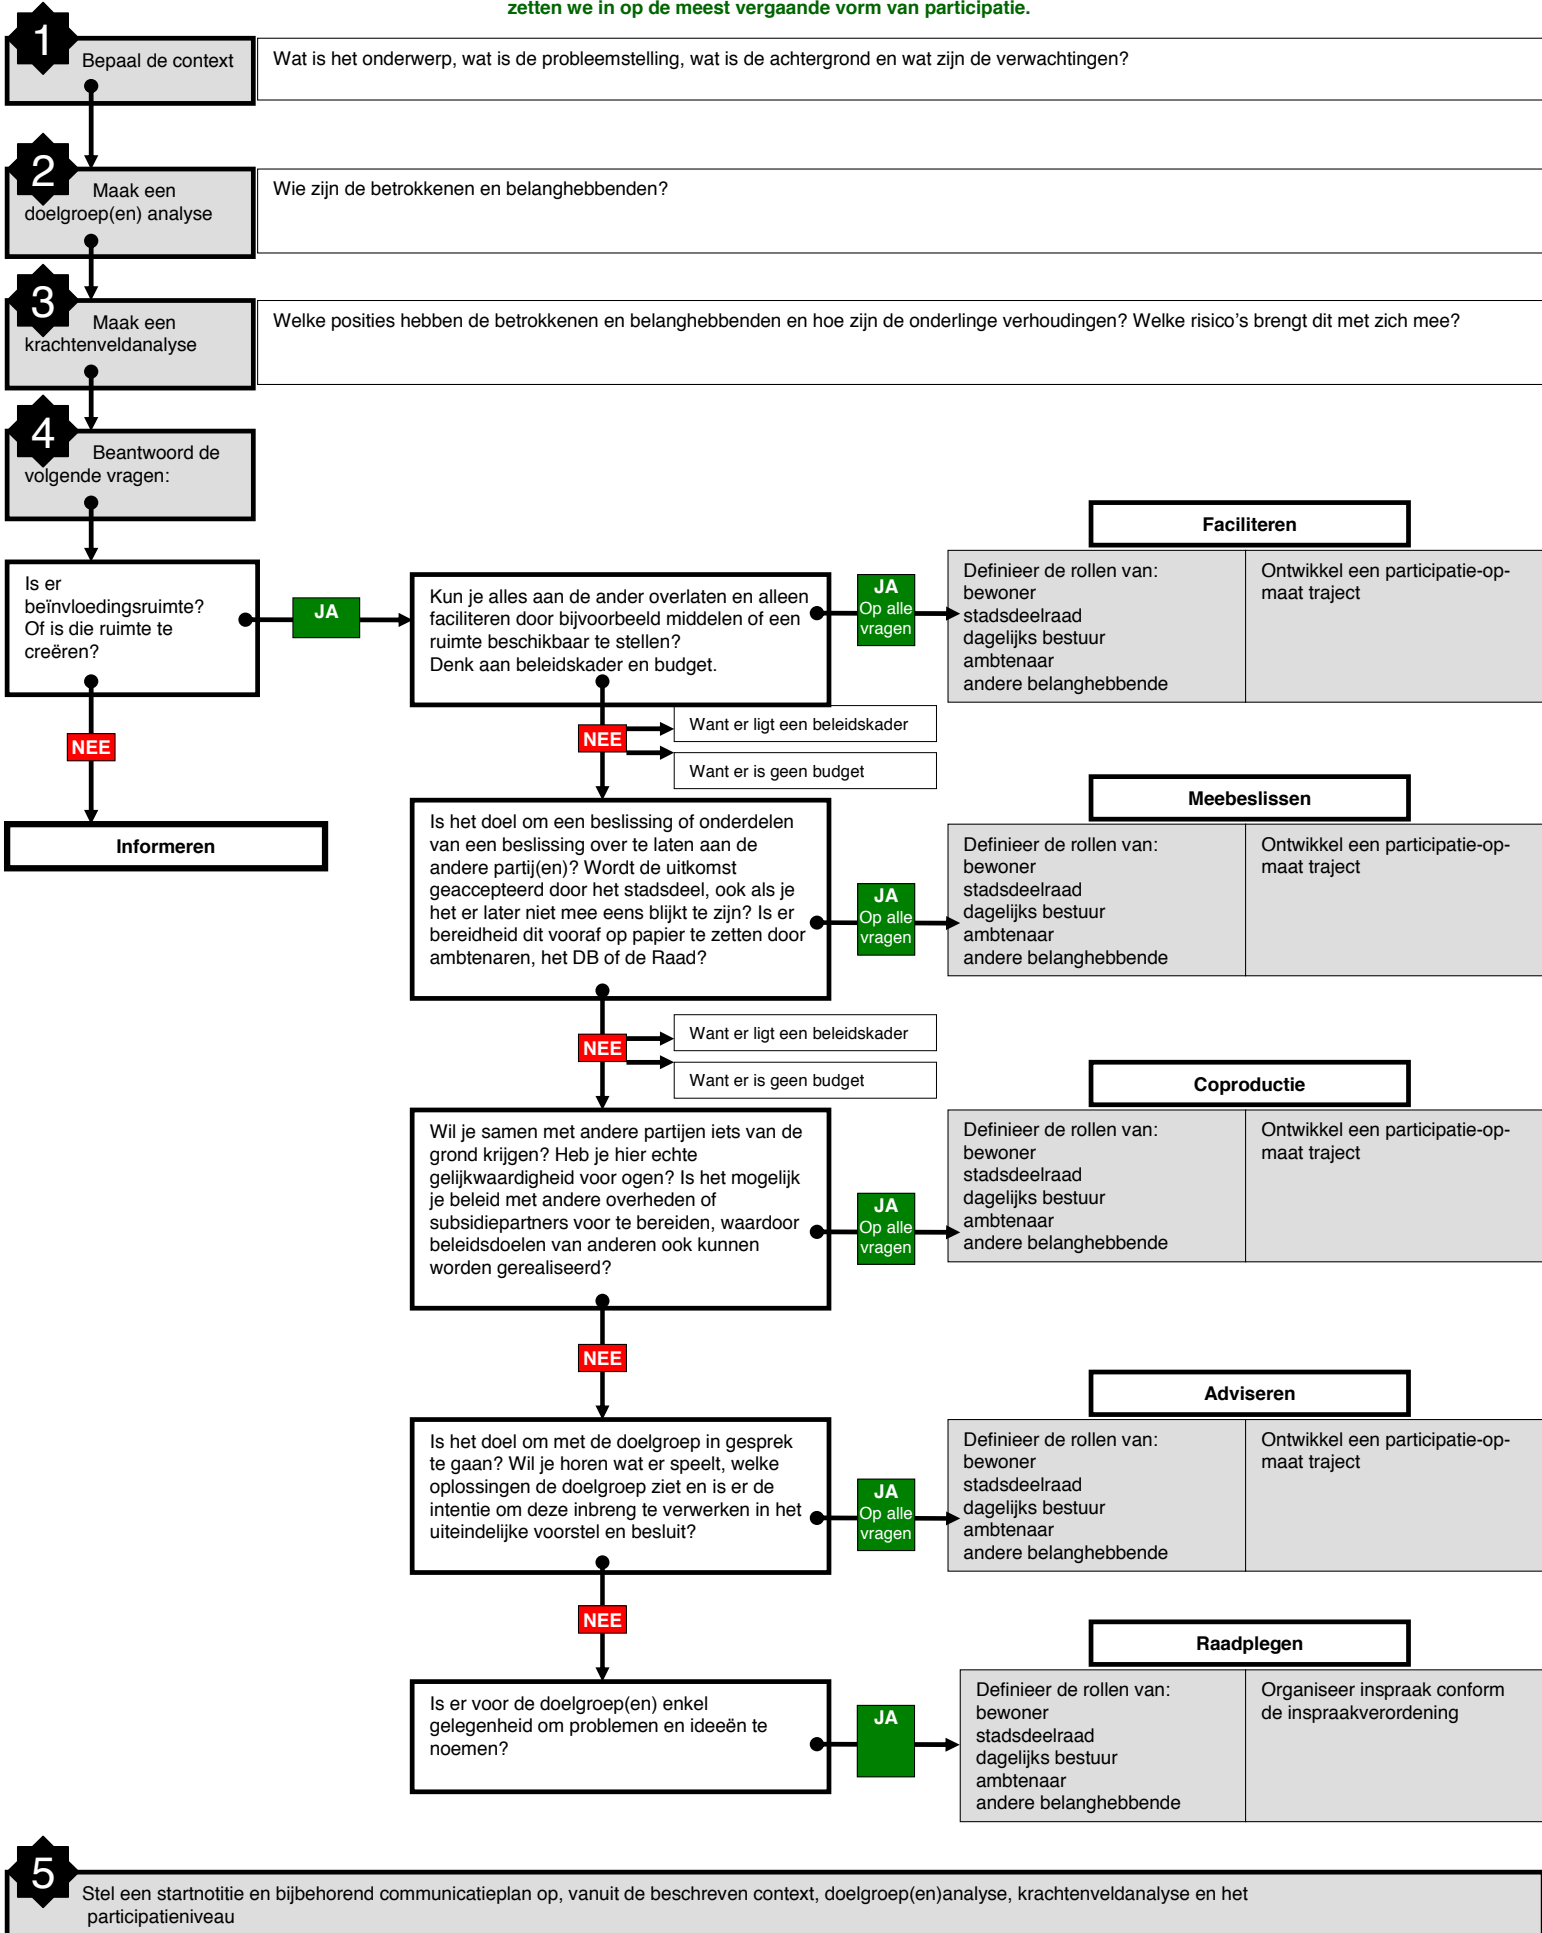 zetten we in op de meest vergaande vorm van participatie.
1
Bepaal de context
Wat is het onderwerp, wat is de probleemstelling, wat is de achtergrond en wat zijn de verwachtingen?
2
Maak een
doelgroep(en) analyse
Wie zijn de betrokkenen en belanghebbenden?
3
Maak een
krachtenveldanalyse
Welke posities hebben de betrokkenen en belanghebbenden en hoe zijn de onderlinge verhoudingen? Welke risico's brengt dit met zich mee?
4
Beantwoord de
volgende vragen:
Is er
beïnvloedingsruimte?
Of is die ruimte te
creëren?
JA
NEE
Informeren
Kun je alles aan de ander overlaten en alleen
faciliteren door bijvoorbeeld middelen of een
ruimte beschikbaar te stellen?
Denk aan beleidskader en budget.
JA
Op alle
vragen
Faciliteren
Definieer de rollen van:
bewoner
stadsdeelraad
dagelijks bestuur
ambtenaar
andere belanghebbende
Ontwikkel een participatie-op-
maat traject
NEE
Want er ligt een beleidskader
Want er is geen budget
Is het doel om een beslissing of onderdelen
van een beslissing over te laten aan de
andere partij(en)? Wordt de uitkomst
geaccepteerd door het stadsdeel, ook als je
het er later niet mee eens blijkt te zijn? Is er
bereidheid dit vooraf op papier te zetten door
ambtenaren, het DB of de Raad?
JA
Op alle
vragen
Meebeslissen
Definieer de rollen van:
bewoner
stadsdeelraad
dagelijks bestuur
ambtenaar
andere belanghebbende
Ontwikkel een participatie-op-
maat traject
NEE
Want er ligt een beleidskader
Want er is geen budget
Wil je samen met andere partijen iets van de
grond krijgen? Heb je hier echte
gelijkwaardigheid voor ogen? Is het mogelijk
je beleid met andere overheden of
subsidiepartners voor te bereiden, waardoor
beleidsdoelen van anderen ook kunnen
worden gerealiseerd?
JA
Op alle
vragen
Coproductie
Definieer de rollen van:
bewoner
stadsdeelraad
dagelijks bestuur
ambtenaar
andere belanghebbende
Ontwikkel een participatie-op-
maat traject
NEE
Is het doel om met de doelgroep in gesprek
te gaan? Wil je horen wat er speelt, welke
oplossingen de doelgroep ziet en is er de
intentie om deze inbreng te verwerken in het
uiteindelijke voorstel en besluit?
JA
Op alle
vragen
Adviseren
Definieer de rollen van:
bewoner
stadsdeelraad
dagelijks bestuur
ambtenaar
andere belanghebbende
Ontwikkel een participatie-op-
maat traject
NEE
Is er voor de doelgroep(en) enkel
gelegenheid om problemen en ideeën te
noemen?
JA
Raadplegen
Definieer de rollen van:
bewoner
stadsdeelraad
dagelijks bestuur
ambtenaar
andere belanghebbende
Organiseer inspraak conform
de inspraakverordening
5
Stel een startnotitie en bijbehorend communicatieplan op, vanuit de beschreven context, doelgroep(en)analyse, krachtenveldanalyse en het
participatieniveau